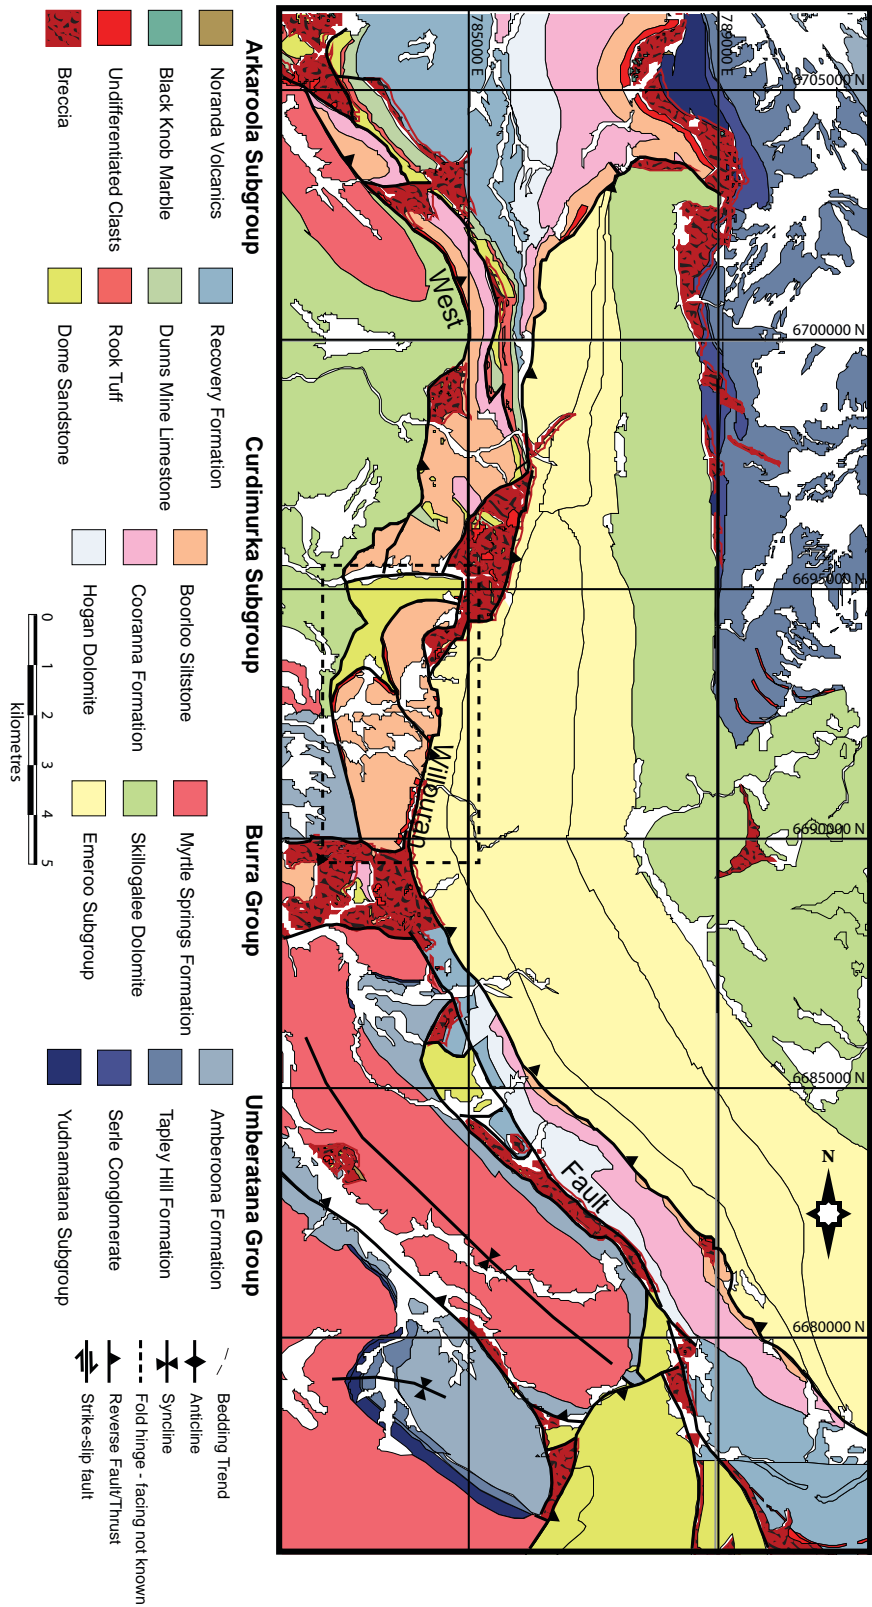 785000 E
789000 E
6705000 N
6700000 N
6695000 N
6690000 N
6685000 N
6680000 N
N
West
Wilouran
Fault
Arkaroola Subgroup
Noranda Volcanics
Black Knob Marble
Undifferentiated Clasts
Breccia
Recovery Formation
Dunns Mine Limestone
Rook Tuff
Dome Sandstone
Curdimurka Subgroup
Boorloo Siltstone
Cooranna Formation
Hogan Dolomite
Burra Group
Myrtle Springs Formation
Skillogalee Dolomite
Emeroo Subgroup
Umberatana Group
Amberoona Formation
Tapley Hill Formation
Serle Conglomerate
Yudnamatana Subgroup
Bedding Trend
Anticline
Syncline
Fold hinge - facing not known
Reverse Fault/Thrust
Strike-slip fault
0 1 2 3 4 5
kilometres